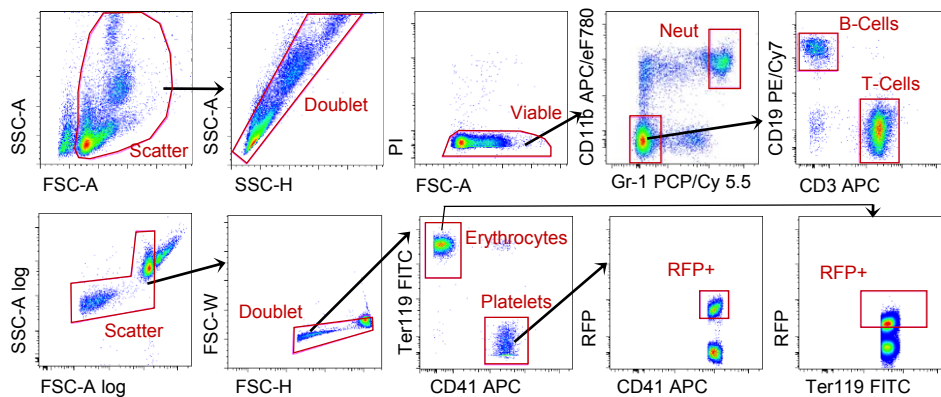 SSC-A
Scatter
FSC-A
SSC-A
Doublet
SSC-H
PI
Viable
FSC-A
CD11b APC/eF780
Neut
Gr-1 PCP/Cy 5.5
CD19 PE/Cy7
B-Cells
T-Cells
CD3 APC
SSC-A log
Scatter
FSC-A log
FSC-W
Doublet
FSC-H
Ter119 FITC
Erythrocytes
Platelets
CD41 APC
RFP
RFP+
CD41 APC
RFP
RFP+
Ter119 FITC